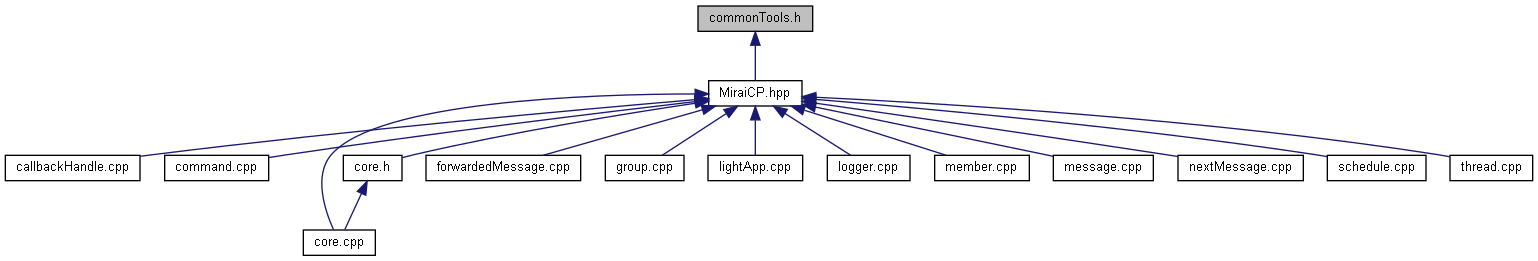 commonTools.h
MiraiCP.hpp
callbackHandle.cpp
command.cpp
core.h
forwardedMessage.cpp
group.cpp
lightApp.cpp
logger.cpp
member.cpp
message.cpp
nextMessage.cpp
schedule.cpp
thread.cpp
core.cpp